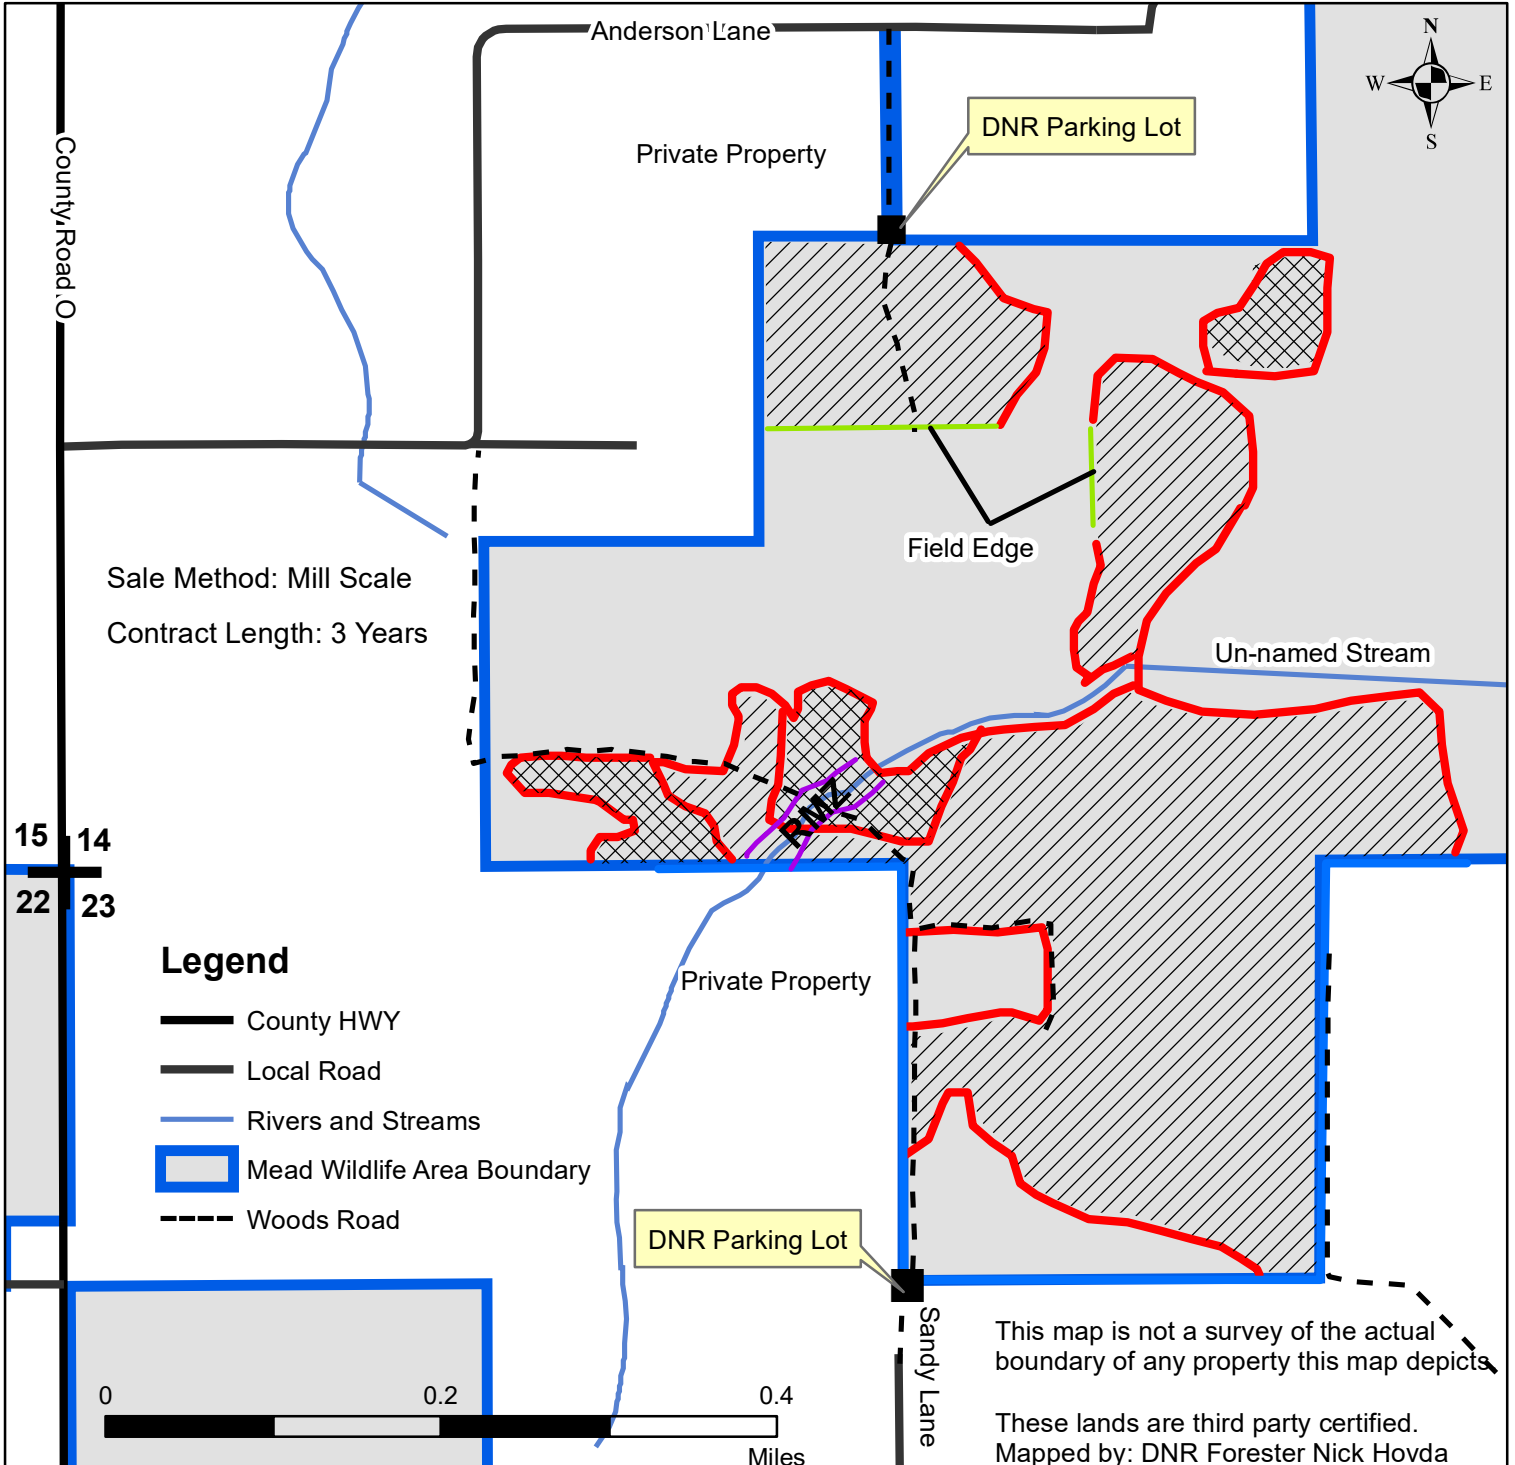 Anderson Lane
N
W E
S
DNR Parking Lot
Private Property
County Road O
Field Edge
Sale Method: Mill Scale
Contract Length: 3 Years
Un-named Stream
RMZ
15 14
22 23
Legend
County HWY
Local Road
Rivers and Streams
Mead Wildlife Area Boundary
Woods Road
Private Property
DNR Parking Lot
Sandy Lane
This map is not a survey of the actual
boundary of any property this map depicts
These lands are third party certified.
Mapped by: DNR Forester Nick Hovda
0 0.2 0.4
Miles